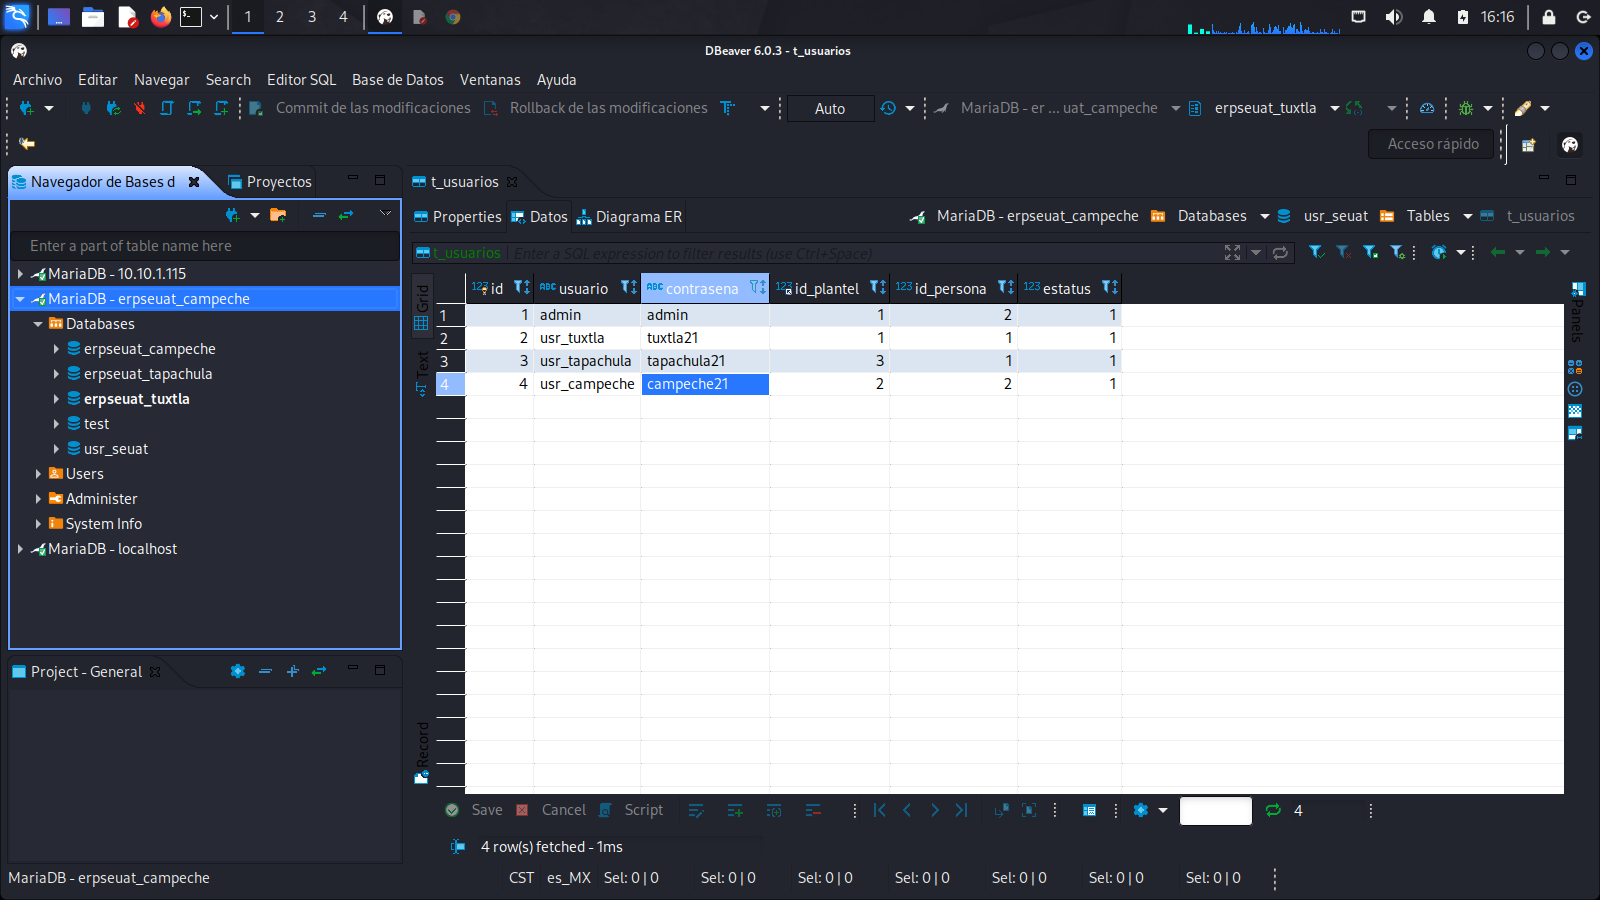 1 2 3 4 16:16
DBeaver 6.0.3 - t_usuarios
Archivo Editar Navegar Search Editor SQL Base de Datos Ventanas Ayuda
Commit de las modificaciones Rollback de las modificaciones Auto MariaDB - er ... uat_campeche erpseuat_tuxtla
Acceso rápido
Navegador de Bases d Proyectos
Enter a part of table name here
MariaDB - 10.10.1.115
MariaDB - erpseuat_campeche
Databases
erpseuat_campeche
erpseuat_tapachula
erpseuat_tuxtla
test
usr_seuat
Users
Administer
System Info
MariaDB - localhost
Project - General
t_usuarios
Properties Datos Diagrama ER MariaDB - erpseuat_campeche Databases usr_seuat Tables t_usuarios
t_usuarios Enter a SQL expression to filter results (use Ctrl+Space)
Grid
Text
Record
123 id ABC usuario ABC contrasena 123 id_plantel 123 id_persona 123 estatus
1 1 admin admin 1 2 1
2 2 usr_tuxtla tuxtla21 1 1 1
3 3 usr_tapachula tapachula21 3 1 1
4 4 usr_campeche campeche21 2 2 1
Panels
Save Cancel Script 4
4 row(s) fetched - 1ms
MariaDB - erpseuat_campeche CST es_MX Sel: 0 | 0 Sel: 0 | 0 Sel: 0 | 0 Sel: 0 | 0 Sel: 0 | 0 Sel: 0 | 0 Sel: 0 | 0